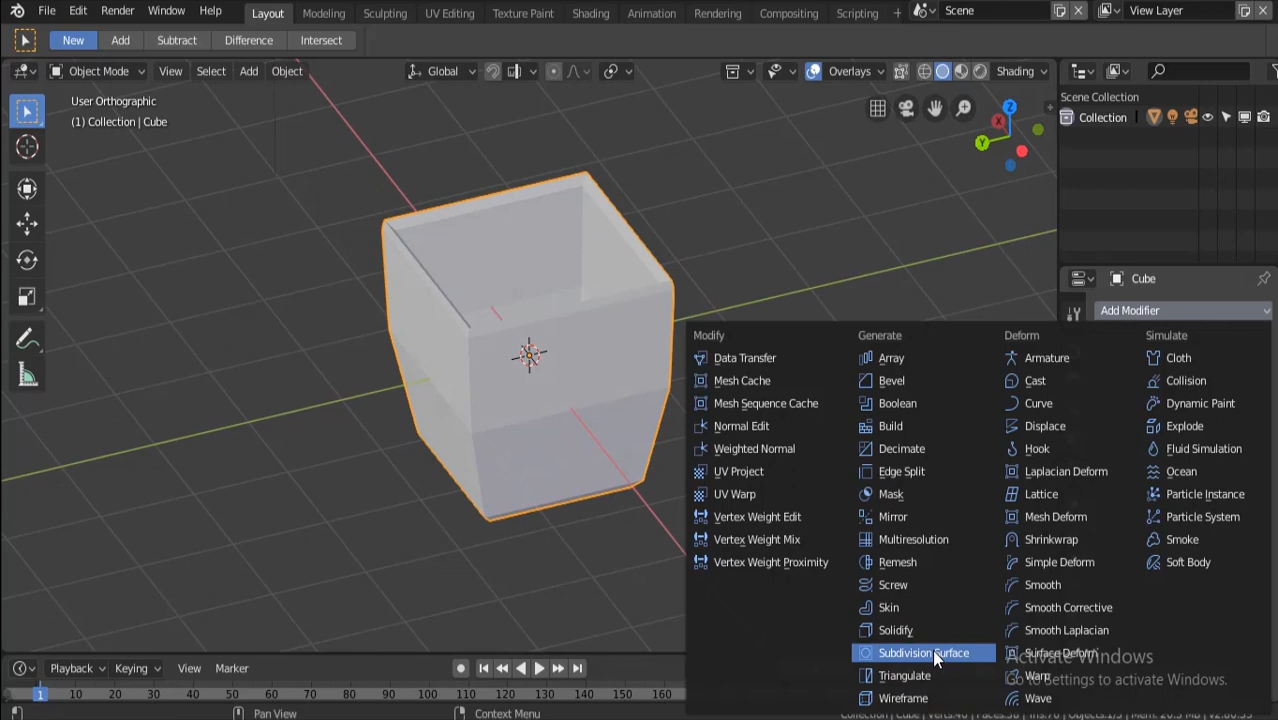 File Edit Render Window Help Layout Modeling Sculpting UV Editing Texture Paint Shading Animation Rendering Compositing Scripting + Scene View Layer
New Add Subtract Difference Intersect
Object Mode View Select Add Object Global Overlays Shading
User Orthographic
(1) Collection | Cube
Z
X
Y
Scene Collection
Collection
Cube
Add Modifier
Modify Generate Deform Simulate
Data Transfer Array Armature Cloth
Mesh Cache Bevel Cast Collision
Mesh Sequence Cache Boolean Curve Dynamic Paint
Normal Edit Build Displace Explode
Weighted Normal Decimate Hook Fluid Simulation
UV Project Edge Split Laplacian Deform Ocean
UV Warp Mask Lattice Particle Instance
Vertex Weight Edit Mirror Mesh Deform Particle System
Vertex Weight Mix Multiresolution Shrinkwrap Smoke
Vertex Weight Proximity Remesh Simple Deform Soft Body
Screw Smooth
Skin Smooth Corrective
Solidify Smooth Laplacian
Subdivision Surface Surface Deform
Triangulate Warp
Wireframe Wave
Activate Windows
Go to Settings to activate Windows.
Playback Keying View Marker
1 10 20 30 40 50 60 70 80 90 100 110 120 130 140 150 160
Pan View Context Menu